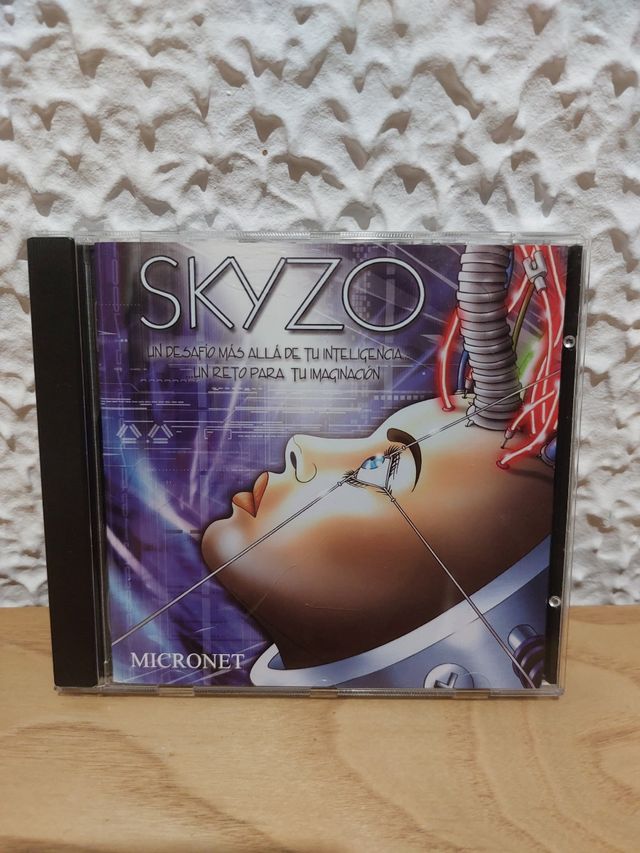 SKYZO
UN DESAFÍO MÁS ALLÁ DE TU INTELIGENCIA...
...UN RETO PARA TU IMAGINACIÓN
MICRONET